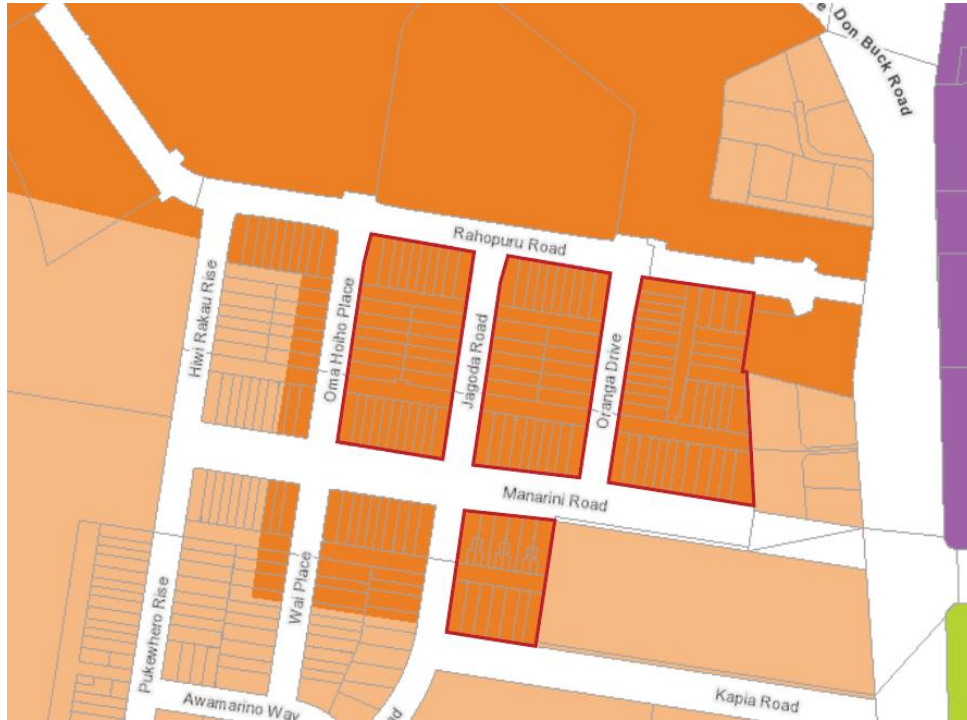 Don Buck Road
Rahopuru Road
Hiwi Rakau Rise
Oma Hoiho Place
Jagoda Road
Oranga Drive
Manarini Road
Pukewhero Rise
Wai Place
Awamarino Way
Kapia Road